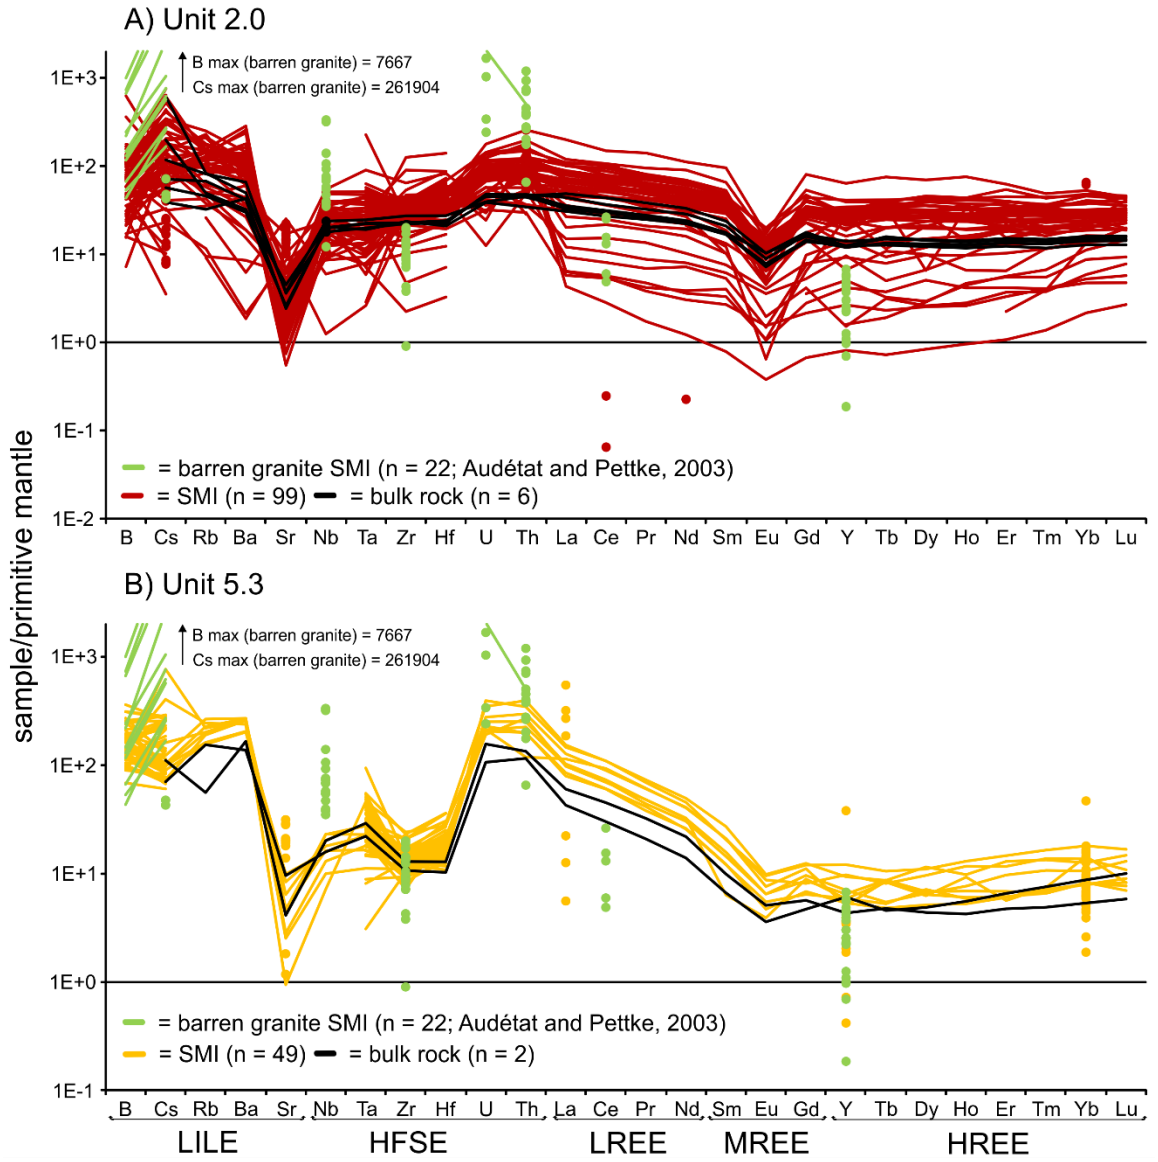 A) Unit 2.0
B max (barren granite) = 7667
Cs max (barren granite) = 261904
1E+3
1E+2
1E+1
1E+0
1E-1
1E-2
= barren granite SMI (n = 22; Audétat and Pettke, 2003)
= SMI (n = 99) = bulk rock (n = 6)
B Cs Rb Ba Sr Nb Ta Zr Hf U Th La Ce Pr Nd Sm Eu Gd Y Tb Dy Ho Er Tm Yb Lu
sample/primitive mantle
B) Unit 5.3
B max (barren granite) = 7667
Cs max (barren granite) = 261904
1E+3
1E+2
1E+1
1E+0
1E-1
= barren granite SMI (n = 22; Audétat and Pettke, 2003)
= SMI (n = 49) = bulk rock (n = 2)
B Cs Rb Ba Sr Nb Ta Zr Hf U Th La Ce Pr Nd Sm Eu Gd Y Tb Dy Ho Er Tm Yb Lu
LILE HFSE LREE MREE HREE